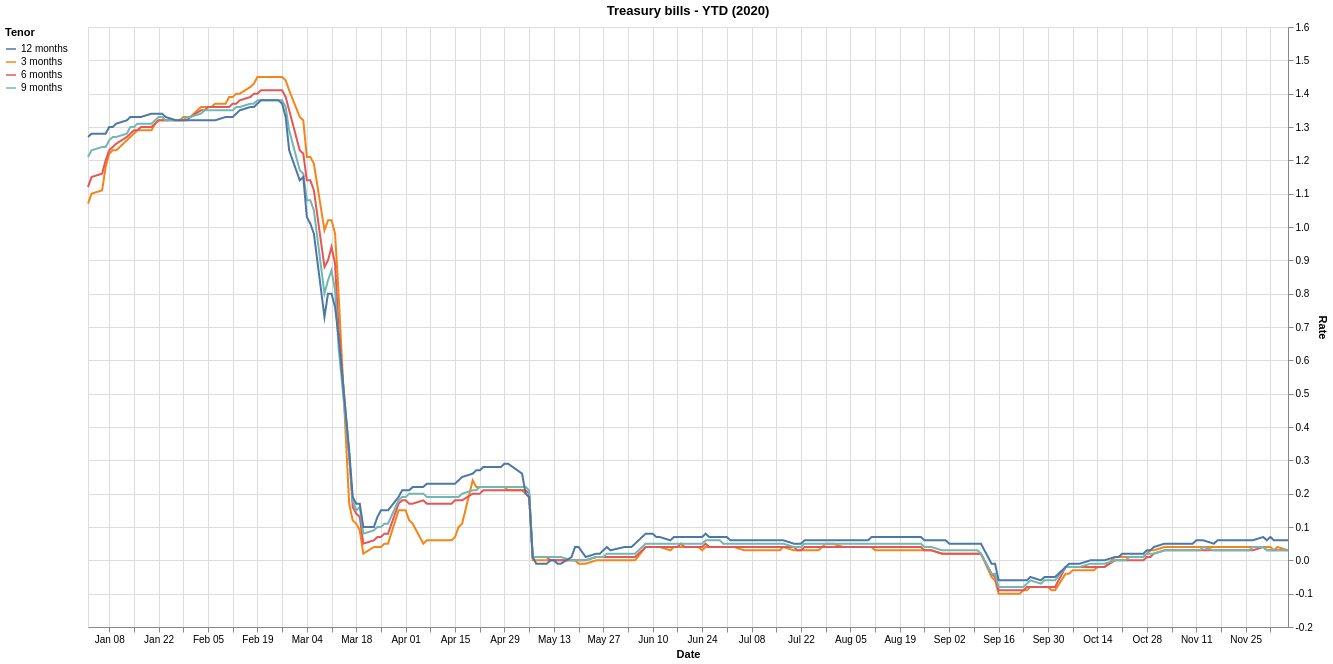 Treasury bills - YTD (2020)
Tenor
12 months
3 months
6 months
9 months
1.6
1.5
1.4
1.3
1.2
1.1
1.0
0.9
0.8
0.7
0.6
0.5
0.4
0.3
0.2
0.1
0.0
-0.1
-0.2
Rate
Jan 08 Jan 22 Feb 05 Feb 19 Mar 04 Mar 18 Apr 01 Apr 15 Apr 29 May 13 May 27 Jun 10 Jun 24 Jul 08 Jul 22 Aug 05 Aug 19 Sep 02 Sep 16 Sep 30 Oct 14 Oct 28 Nov 11 Nov 25
Date